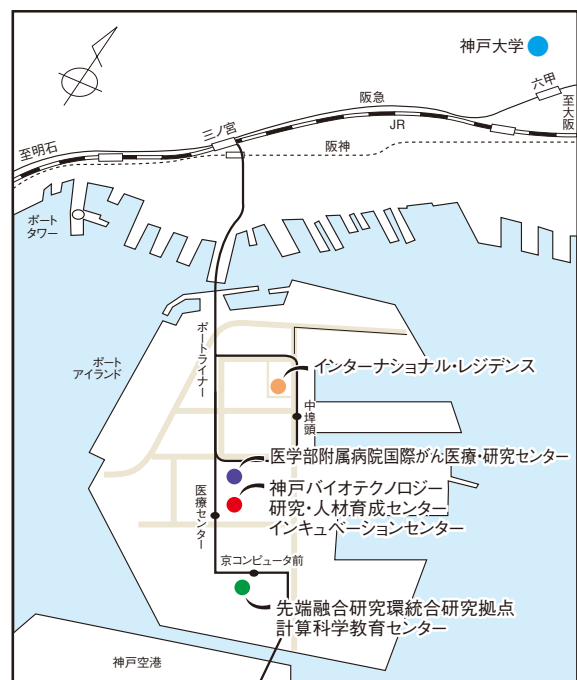 神戸大学
六甲
至大阪
阪急
三ノ宮
JR
阪神
至明石
ポート
タワー
ポートライナー
ポート
アイランド
インターナショナル・レジデンス
中埠頭
医学部附属病院国際がん医療・研究センター
神戸バイオテクノロジー
研究・人材育成センター
インキュベーションセンター
医療センター
京コンピュータ前
先端融合研究環統合研究拠点
計算科学教育センター
神戸空港